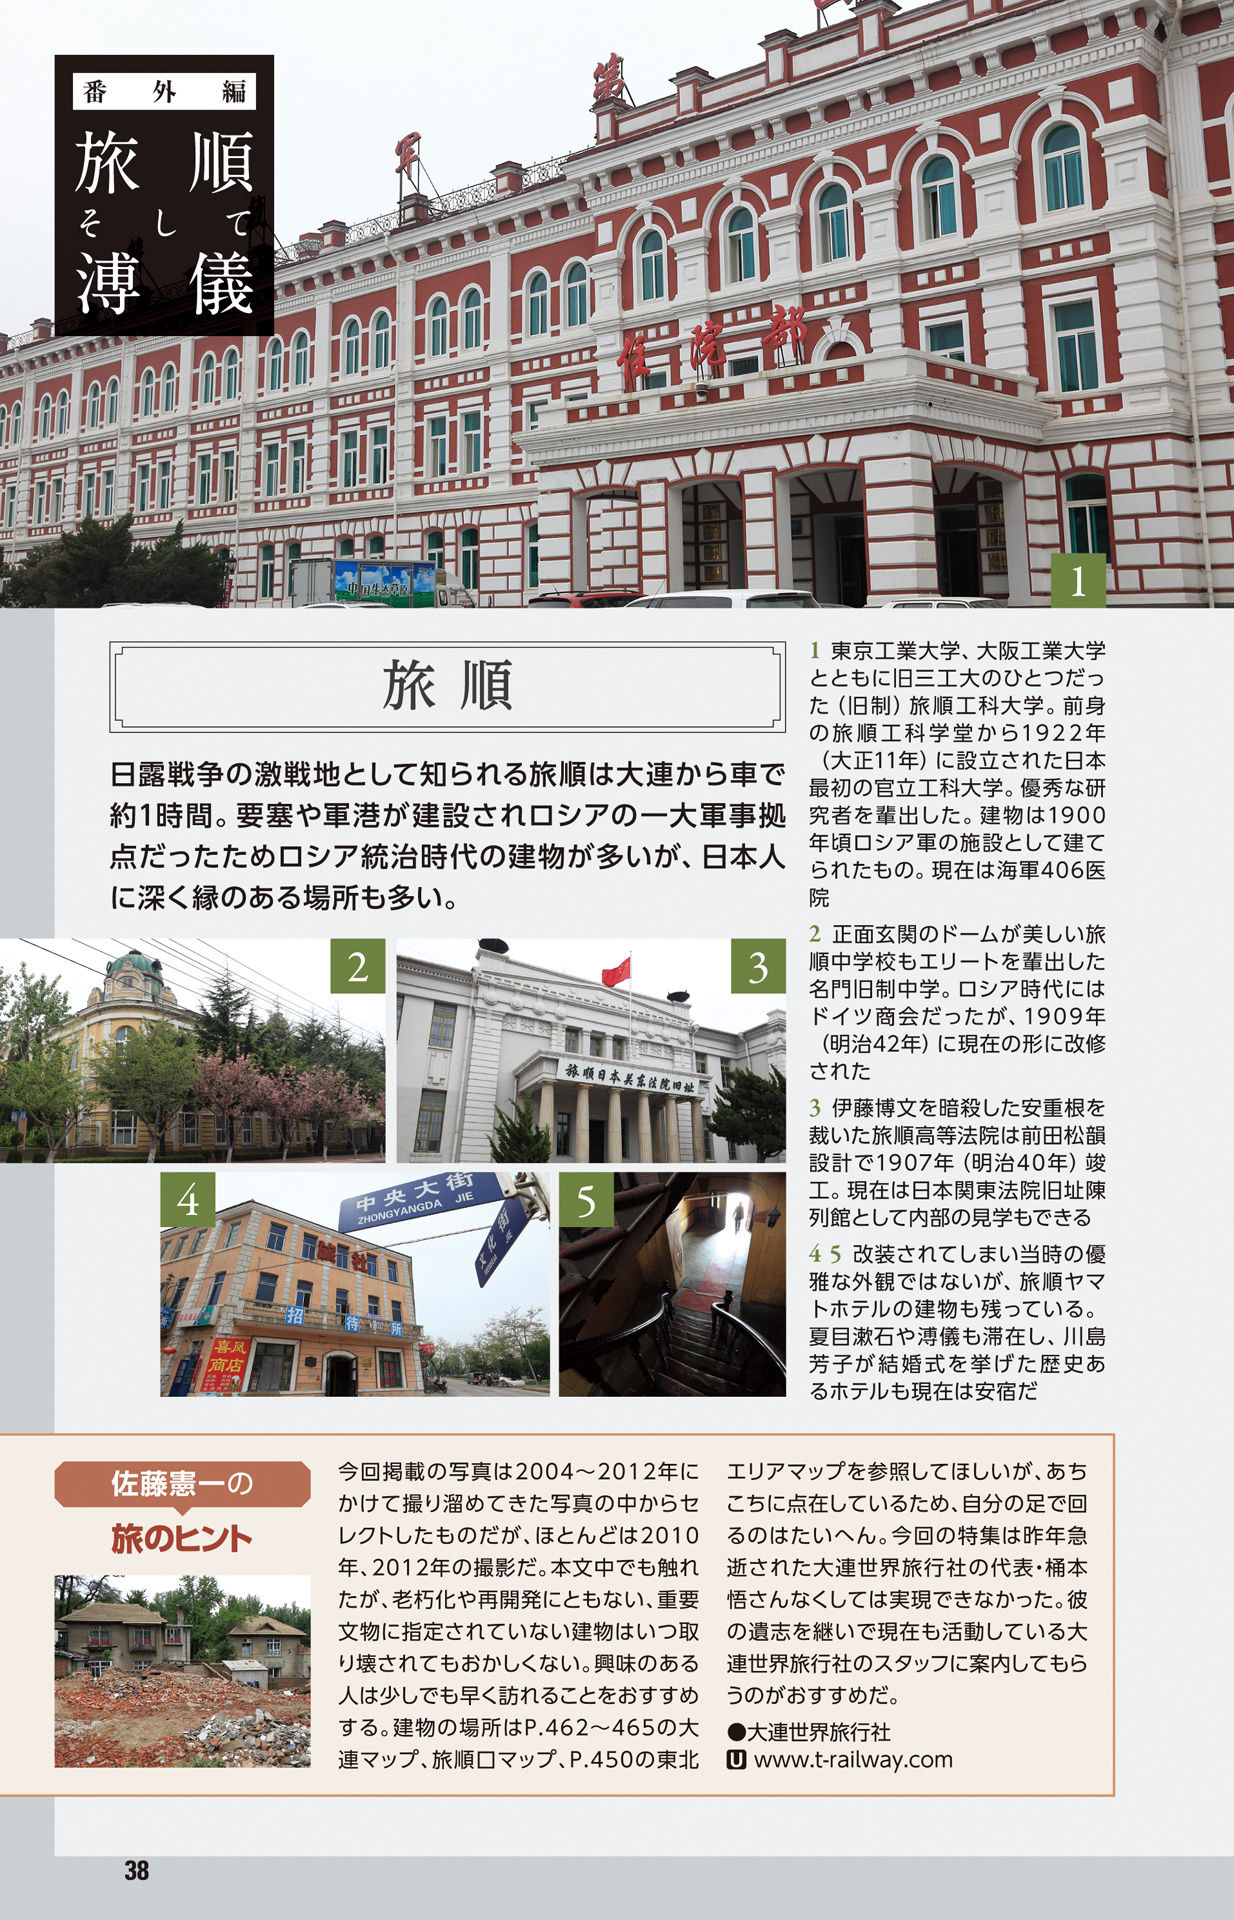 番外編
旅順
そして
溥儀
軍
第
住院部
中国生态草原
1
旅順
日露戦争の激戦地として知られる旅順は大連から車で
約1時間。要塞や軍港が建設されロシアの一大軍事拠
点だったためロシア統治時代の建物が多いが、日本人
に深く縁のある場所も多い。
2
3
旅順日本关东法院旧址
4
中央大街
ZHONGYANGDA JIE
文化街
旅社
招待所
喜凤
商店
5
1 東京工業大学、大阪工業大学
とともに旧三工大のひとつだっ
た（旧制）旅順工科大学。前身
の旅順工科学堂から1922年
（大正11年）に設立された日本
最初の官立工科大学。優秀な研
究者を輩出した。建物は1900
年頃ロシア軍の施設として建て
られたもの。現在は海軍406医
院
2 正面玄関のドームが美しい旅
順中学校もエリートを輩出した
名門旧制中学。ロシア時代には
ドイツ商会だったが、1909年
（明治42年）に現在の形に改修
された
3 伊藤博文を暗殺した安重根を
裁いた旅順高等法院は前田松韻
設計で1907年（明治40年）竣
工。現在は日本関東法院旧址陳
列館として内部の見学もできる
4 5 改装されてしまい当時の優
雅な外観ではないが、旅順ヤマ
トホテルの建物も残っている。
夏目漱石や溥儀も滞在し、川島
芳子が結婚式を挙げた歴史あ
るホテルも現在は安宿だ
佐藤憲一の
旅のヒント
今回掲載の写真は2004～2012年に
かけて撮り溜めてきた写真の中からセ
レクトしたものだが、ほとんどは2010
年、2012年の撮影だ。本文中でも触れ
たが、老朽化や再開発にともない、重要
文物に指定されていない建物はいつ取
り壊されてもおかしくない。興味のある
人は少しでも早く訪れることをおすすめ
する。建物の場所はP.462～465の大
連マップ、旅順口マップ、P.450の東北
エリアマップを参照してほしいが、あち
こちに点在しているため、自分の足で回
るのはたいへん。今回の特集は昨年急
逝された大連世界旅行社の代表・桶本
悟さんなくしては実現できなかった。彼
の遺志を継いで現在も活動している大
連世界旅行社のスタッフに案内してもら
うのがおすすめだ。
●大連世界旅行社
U www.t-railway.com
38